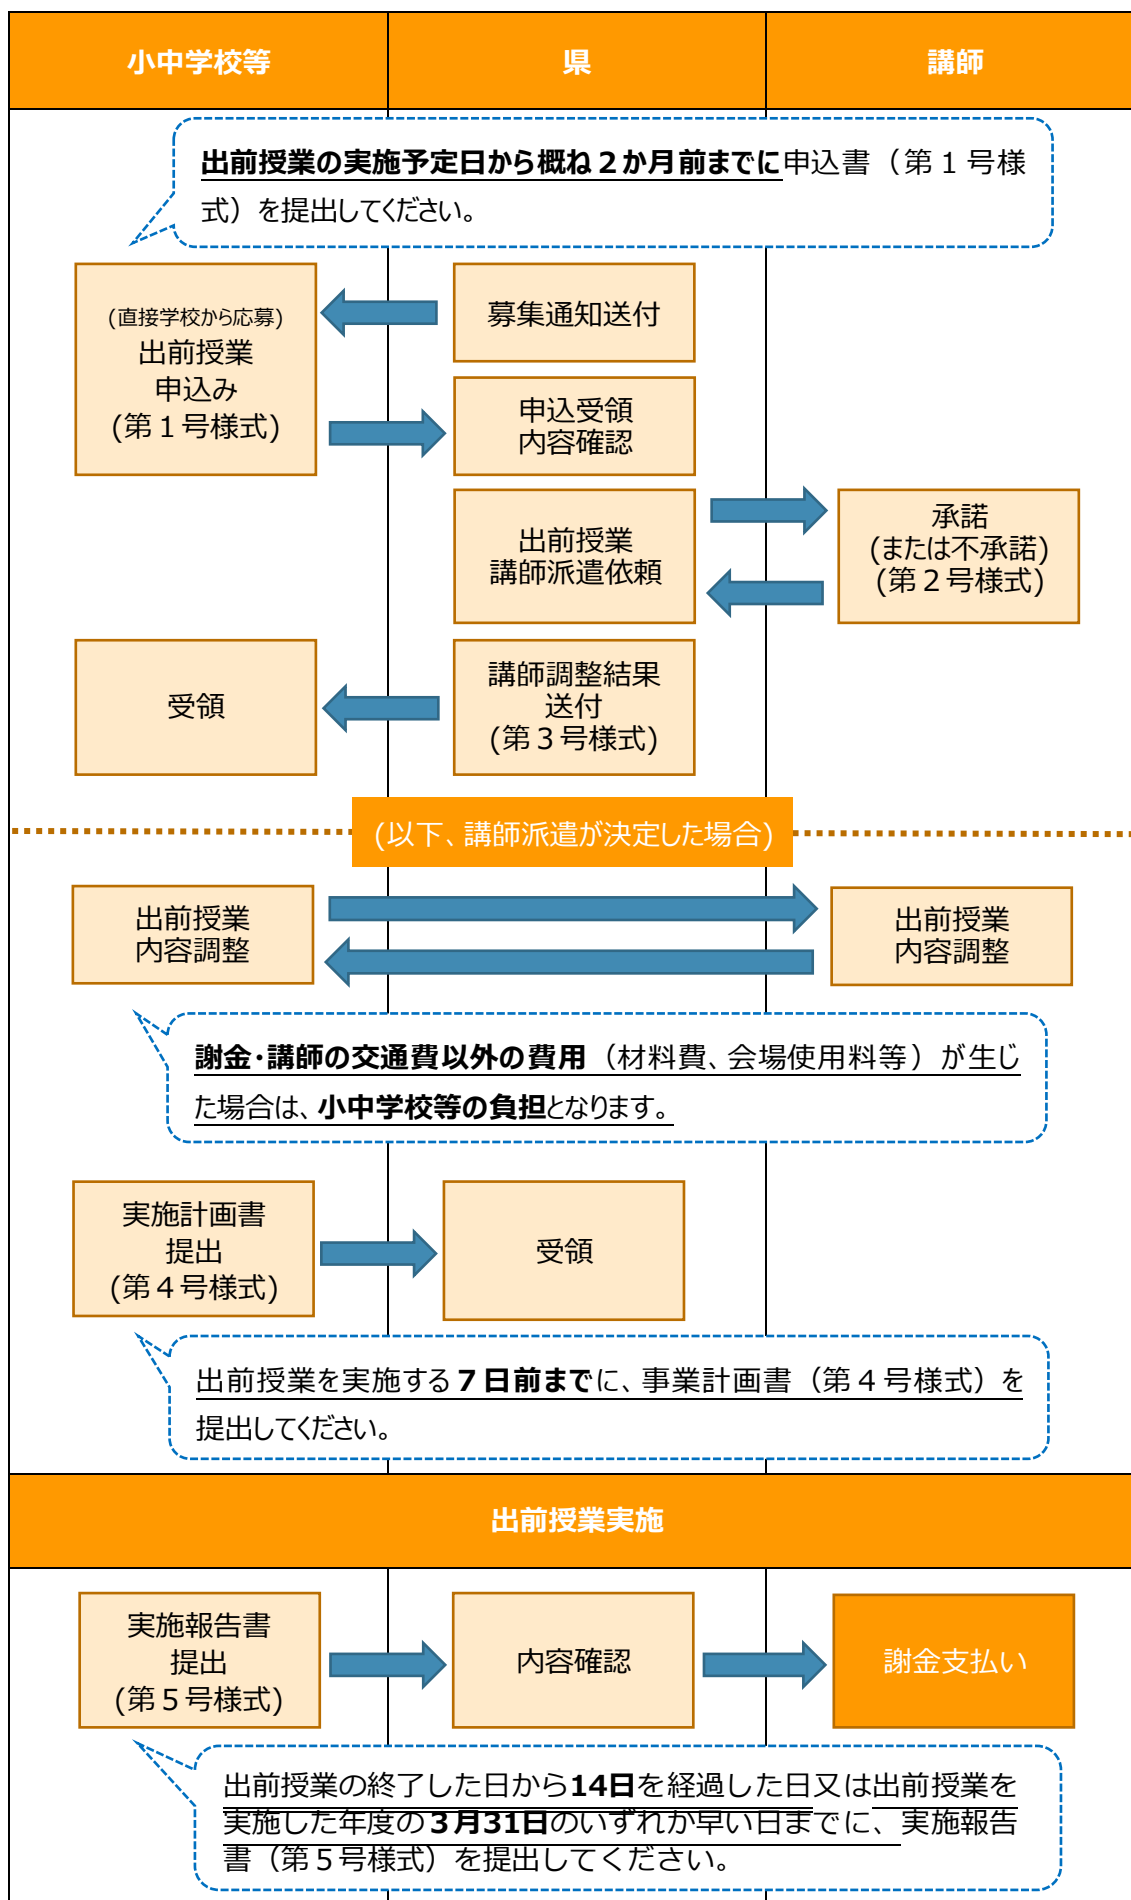 小中学校等
県
講師
出前授業の実施予定日から概ね２か月前までに申込書（第１号様
式）を提出してください。
(直接学校から応募)
出前授業
申込み
(第１号様式)
募集通知送付
申込受領
内容確認
出前授業
講師派遣依頼
承諾
(または不承諾)
(第２号様式)
受領
講師調整結果
送付
(第３号様式)
(以下、講師派遣が決定した場合)
出前授業
内容調整
出前授業
内容調整
謝金・講師の交通費以外の費用（材料費、会場使用料等）が生じ
た場合は、小中学校等の負担となります。
実施計画書
提出
(第４号様式)
受領
出前授業を実施する７日前までに、事業計画書（第４号様式）を
提出してください。
出前授業実施
実施報告書
提出
(第５号様式)
内容確認
謝金支払い
出前授業の終了した日から14日を経過した日又は出前授業を
実施した年度の３月31日のいずれか早い日までに、実施報告
書（第５号様式）を提出してください。